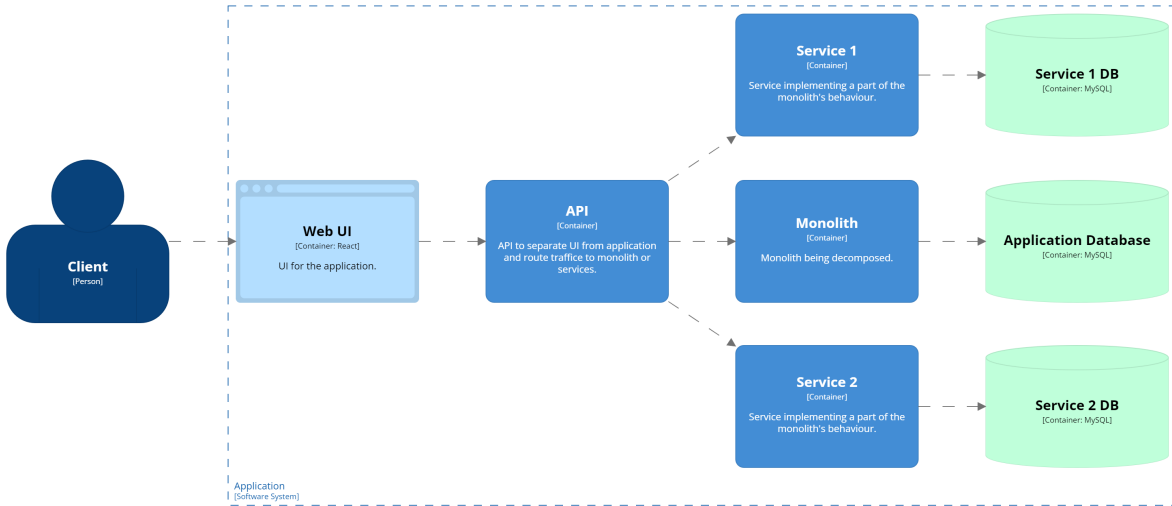 Client
[Person]
Web UI
[Container: React]
UI for the application.
API
[Container]
API to separate UI from application
and route traffice to monolith or
services.
Service 1
[Container]
Service implementing a part of the
monolith's behaviour.
Service 1 DB
[Container: MySQL]
Monolith
[Container]
Monolith being decomposed.
Application Database
[Container: MySQL]
Service 2
[Container]
Service implementing a part of the
monolith's behaviour.
Service 2 DB
[Container: MySQL]
Application
[Software System]